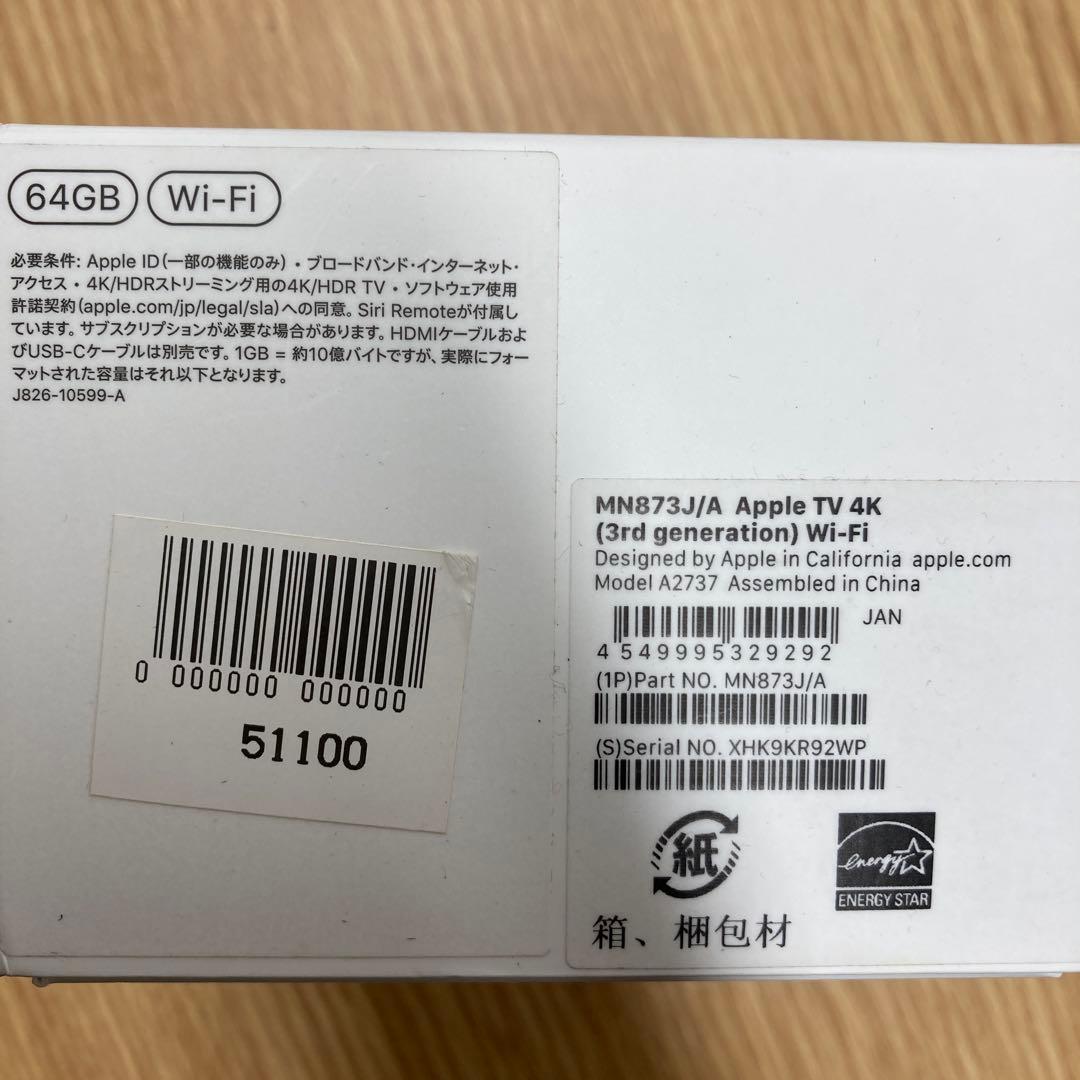 64GB Wi-Fi
必要条件: Apple ID(一部の機能のみ)・ブロードバンド・インターネット・
アクセス・4K/HDRストリーミング用の4K/HDR TV・ソフトウェア使用
許諾契約(apple.com/jp/legal/sla)への同意。Siri Remoteが付属し
ています。サブスクリプションが必要な場合があります。HDMIケーブルおよ
びUSB-Cケーブルは別売です。1GB = 約10億バイトですが、実際にフォー
マットされた容量はそれ以下となります。
J826-10599-A
0 000000 000000
51100
MN873J/A Apple TV 4K
(3rd generation) Wi-Fi
Designed by Apple in California apple.com
Model A2737 Assembled in China
JAN
4 549995 329292
(1P)Part NO. MN873J/A
(S)Serial NO. XHK9KR92WP
紙
energy
ENERGY STAR
箱、梱包材